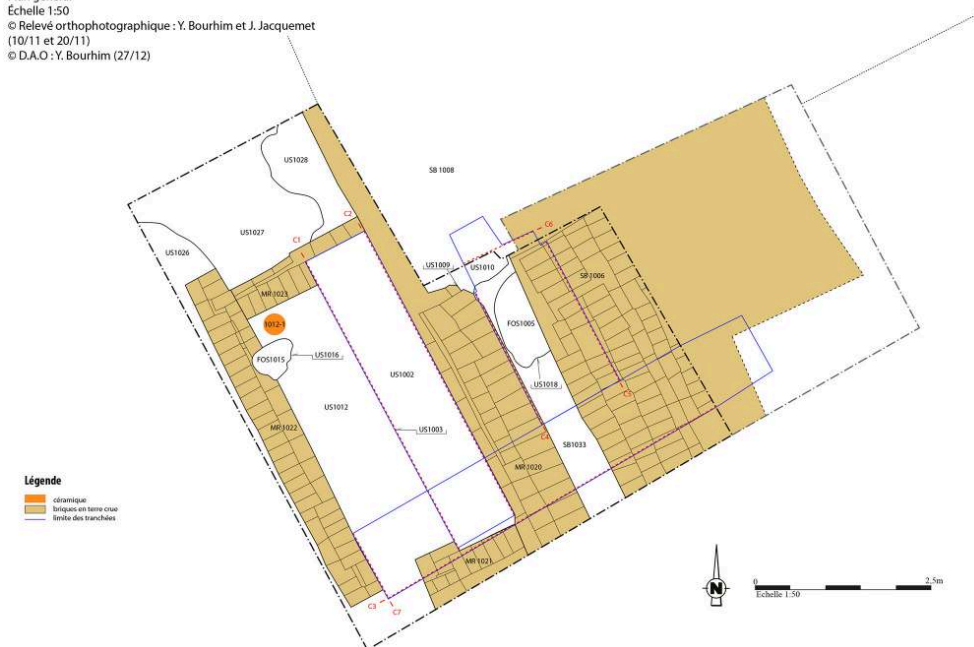 Échelle 1:50
© Relevé orthophotographique : Y. Bourhim et J. Jacquemet
(10/11 et 20/11)
© D.A.O : Y. Bourhim (27/12)
US1028
SB 1008
C2
C6
US1027
C1
US1026
US1009
US1010
SB 1006
MR 1023
1012-1
FOS1005
FOS1015
US1016
US1002
US1018
C5
US1012
US1003
MR 1022
C4
SB1033
MR 1020
Légende
céramique
briques en terre crue
limite des tranchées
MR 1021
N
0
2,5m
Echelle 1:50
C3
C7